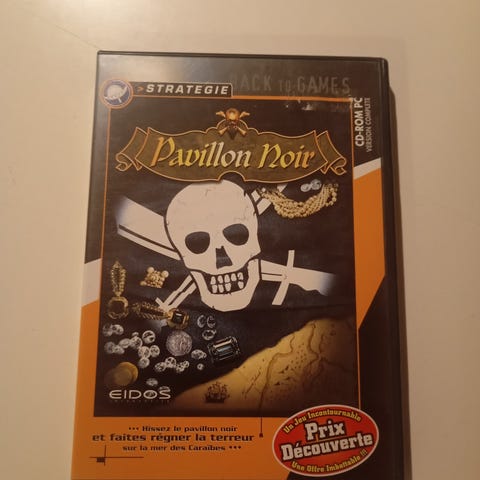 > STRATEGIE
BACK to GAMES
CD-ROM PC
VERSION COMPLETE
Pavillon Noir
EIDOS
INTERACTIVE
••• Hissez le pavillon noir
et faites régner la terreur
sur la mer des Caraïbes •••
Un Jeu Incontournable
Prix
Découverte
Une Offre Imbattable !!!